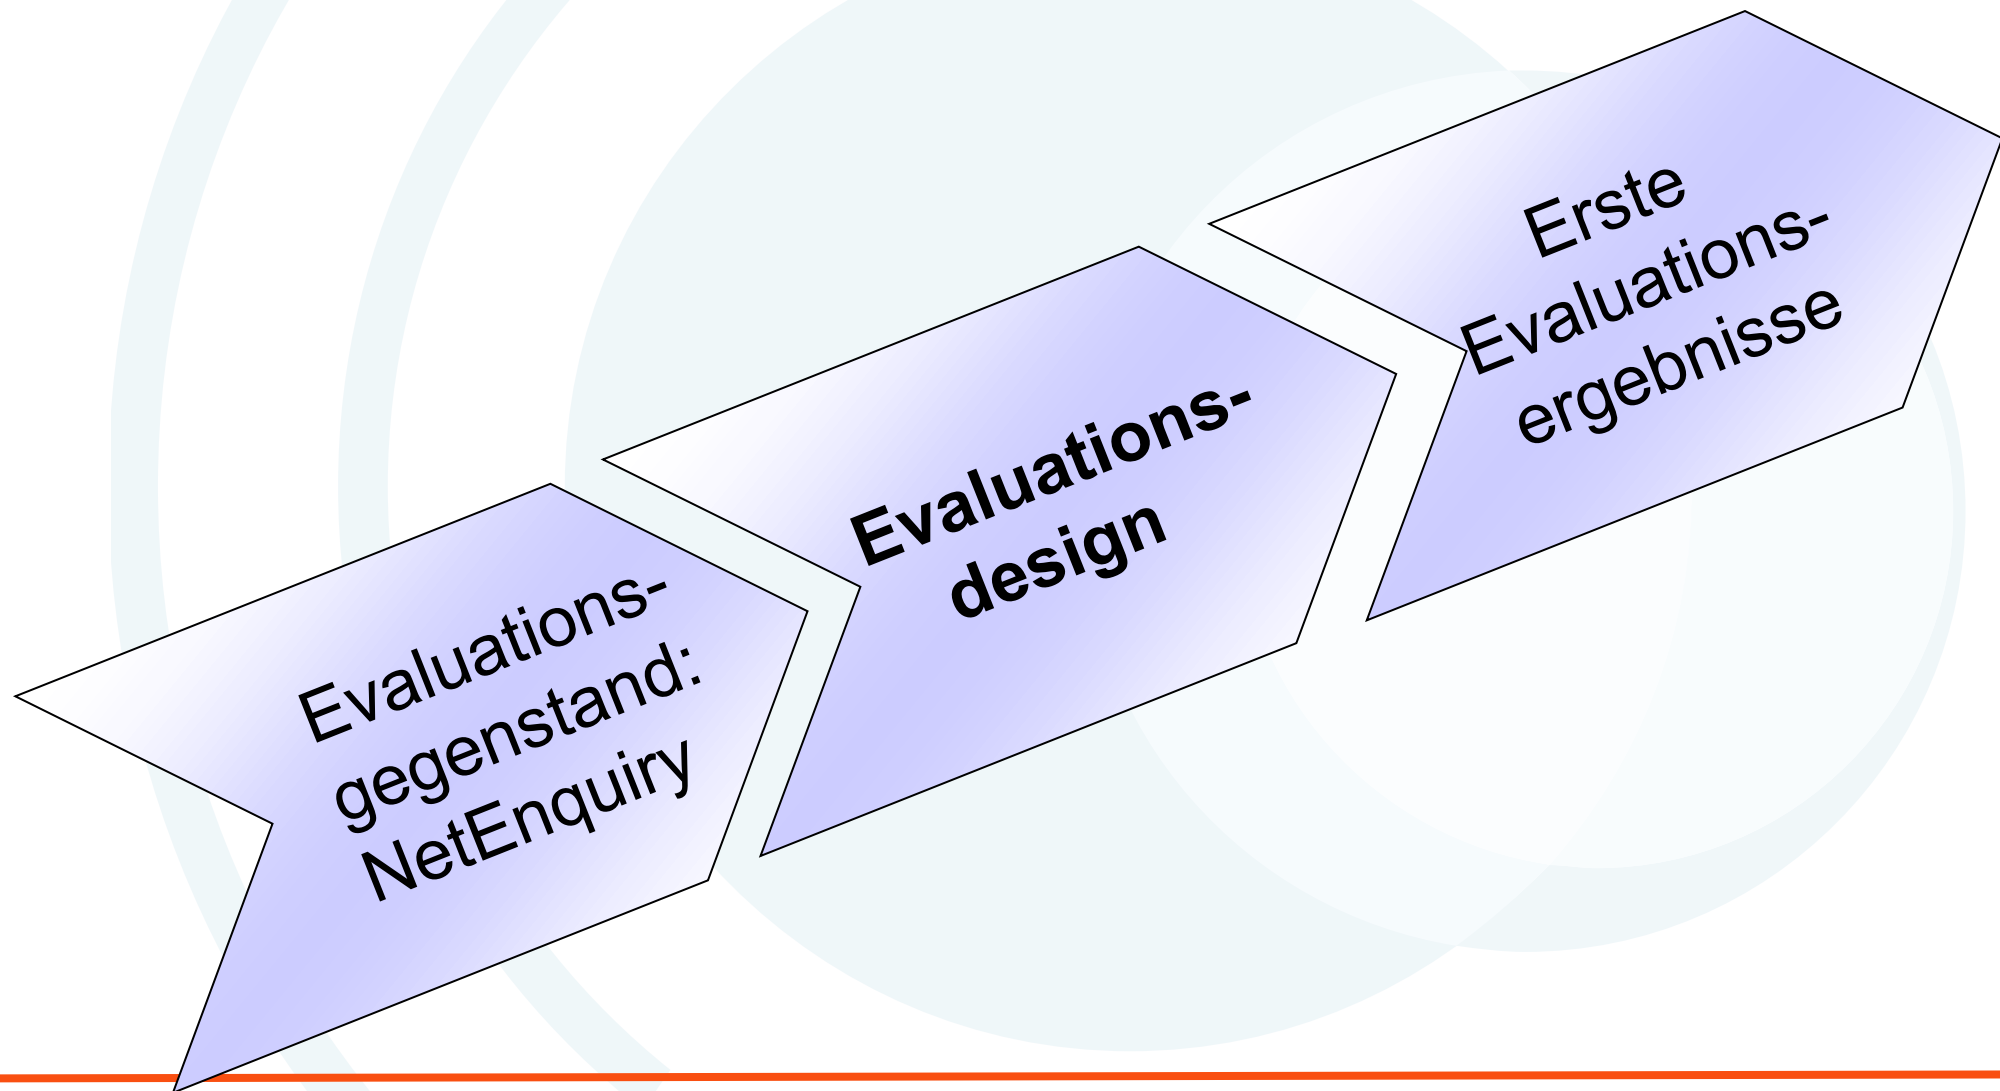 Evaluations-
gegenstand:
NetEnquiry
Evaluations-
design
Erste
Evaluations-
ergebnisse